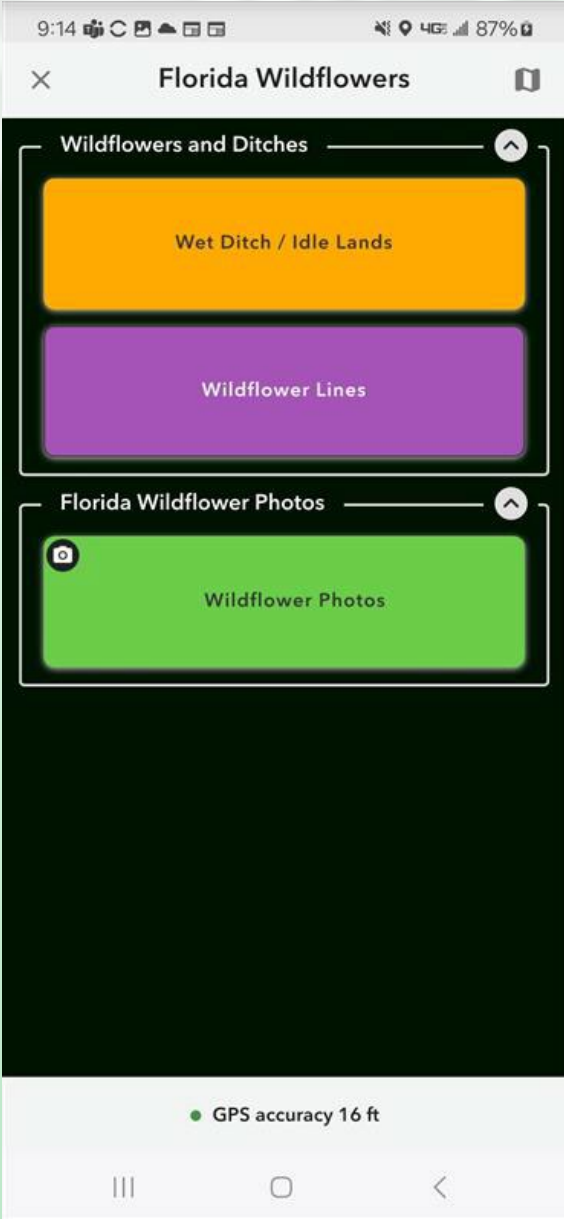 9:14
4GE 87%
Florida Wildflowers
Wildflowers and Ditches
Wet Ditch / Idle Lands
Wildflower Lines
Florida Wildflower Photos
Wildflower Photos
GPS accuracy 16 ft